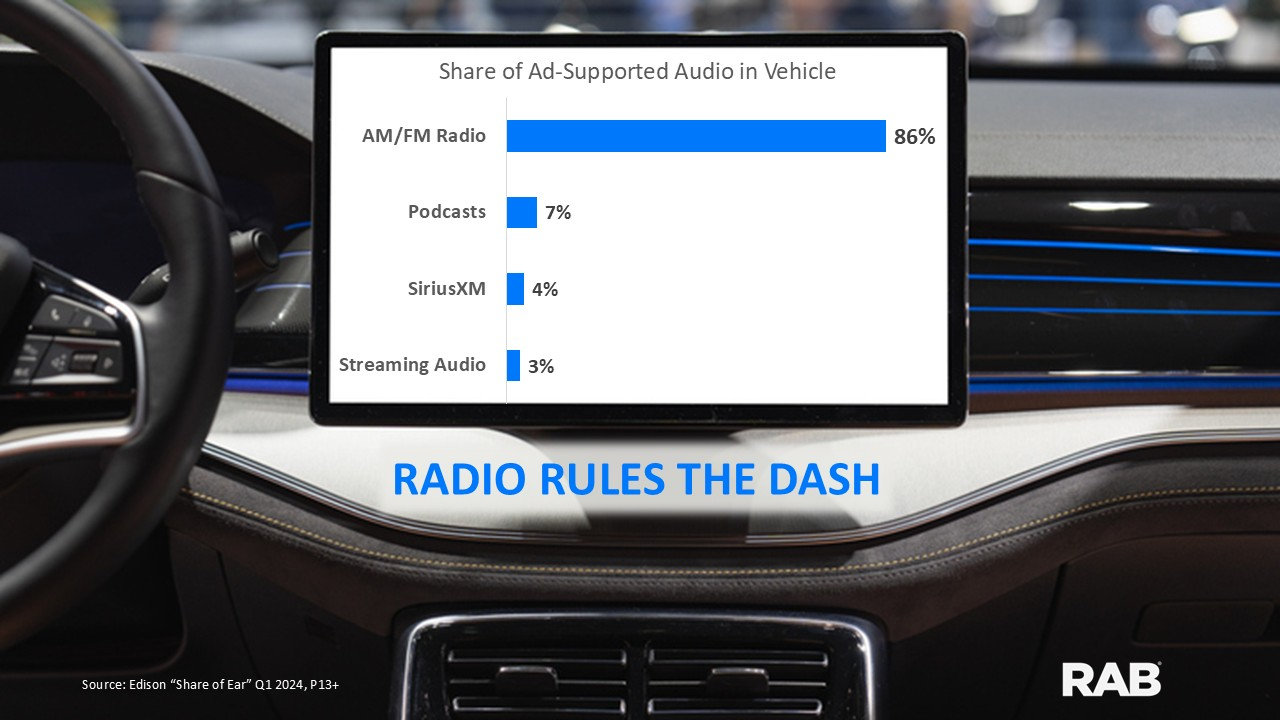 Share of Ad-Supported Audio in Vehicle
AM/FM Radio 86%
Podcasts 7%
SiriusXM 4%
Streaming Audio 3%
RADIO RULES THE DASH
Source: Edison “Share of Ear” Q1 2024, P13+
RAB